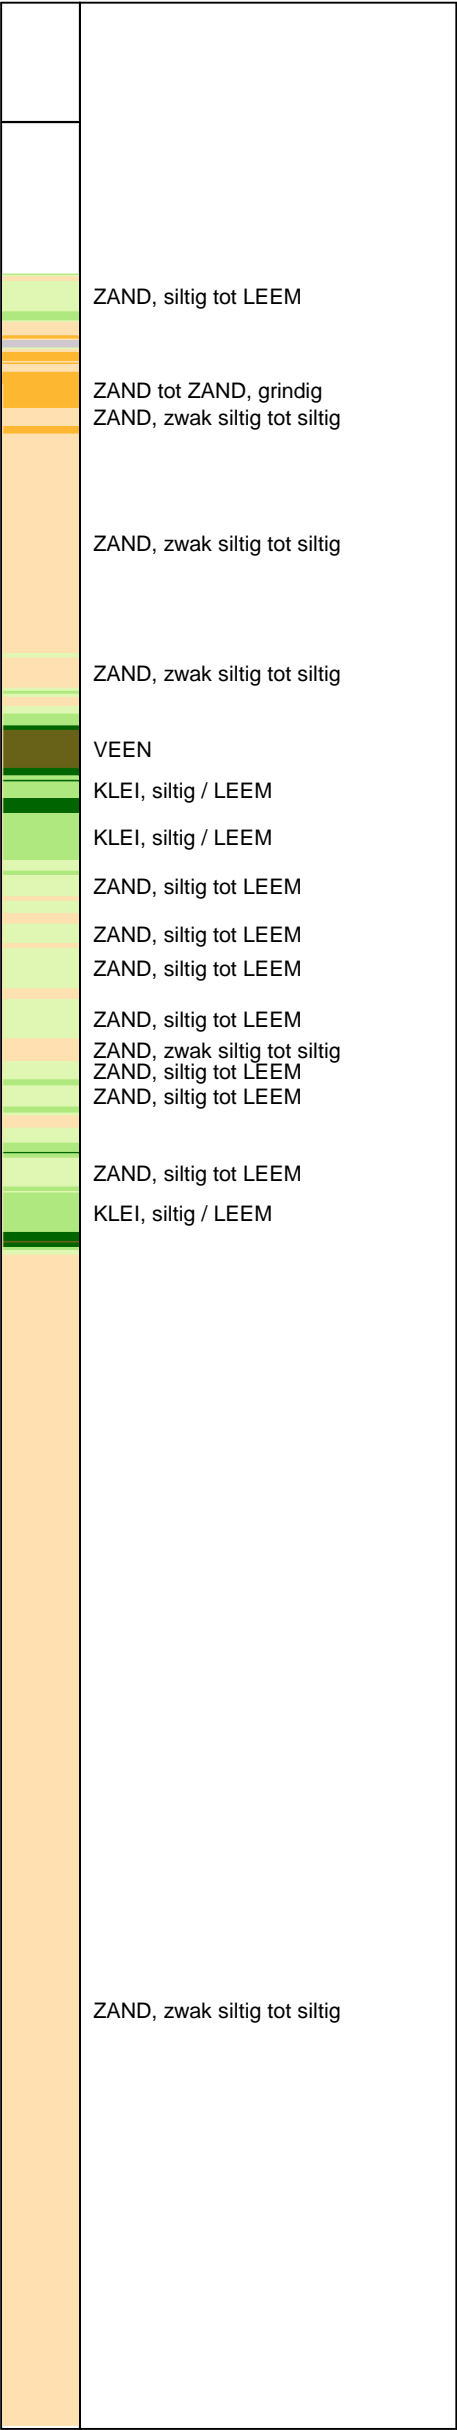 ZAND, siltig tot LEEM
ZAND tot ZAND, grindig
ZAND, zwak siltig tot siltig
ZAND, zwak siltig tot siltig
ZAND, zwak siltig tot siltig
VEEN
KLEI, siltig / LEEM
KLEI, siltig / LEEM
ZAND, siltig tot LEEM
ZAND, siltig tot LEEM
ZAND, siltig tot LEEM
ZAND, siltig tot LEEM
ZAND, zwak siltig tot siltig
ZAND, siltig tot LEEM
ZAND, siltig tot LEEM
ZAND, siltig tot LEEM
KLEI, siltig / LEEM
ZAND, zwak siltig tot siltig